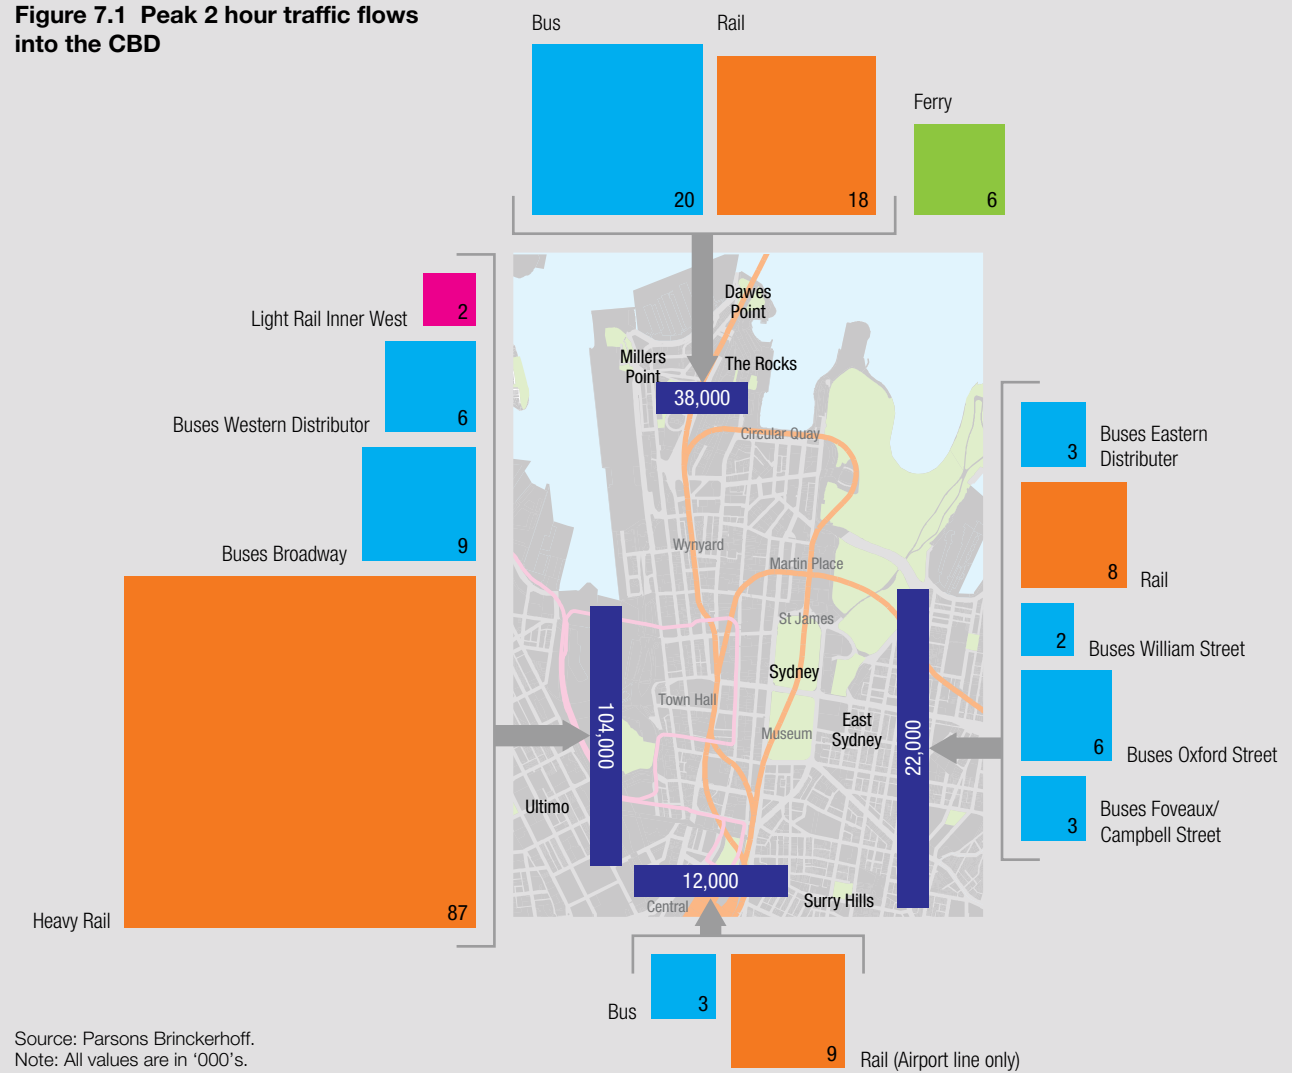 Figure 7.1 Peak 2 hour traffic flows
into the CBD
Bus
Rail
Ferry
20
18
6
Light Rail Inner West
2
Buses Western Distributor
6
Buses Broadway
9
Heavy Rail
87
Dawes
Point
Millers
Point
The Rocks
38,000
Circular Quay
Wynyard
Martin Place
St James
Sydney
Town Hall
East
Sydney
Museum
104,000
22,000
Ultimo
12,000
Central
Surry Hills
3
Buses Eastern
Distributer
8
Rail
2
Buses William Street
6
Buses Oxford Street
3
Buses Foveaux/
Campbell Street
Bus
3
9
Rail (Airport line only)
Source: Parsons Brinckerhoff.
Note: All values are in ‘000’s.